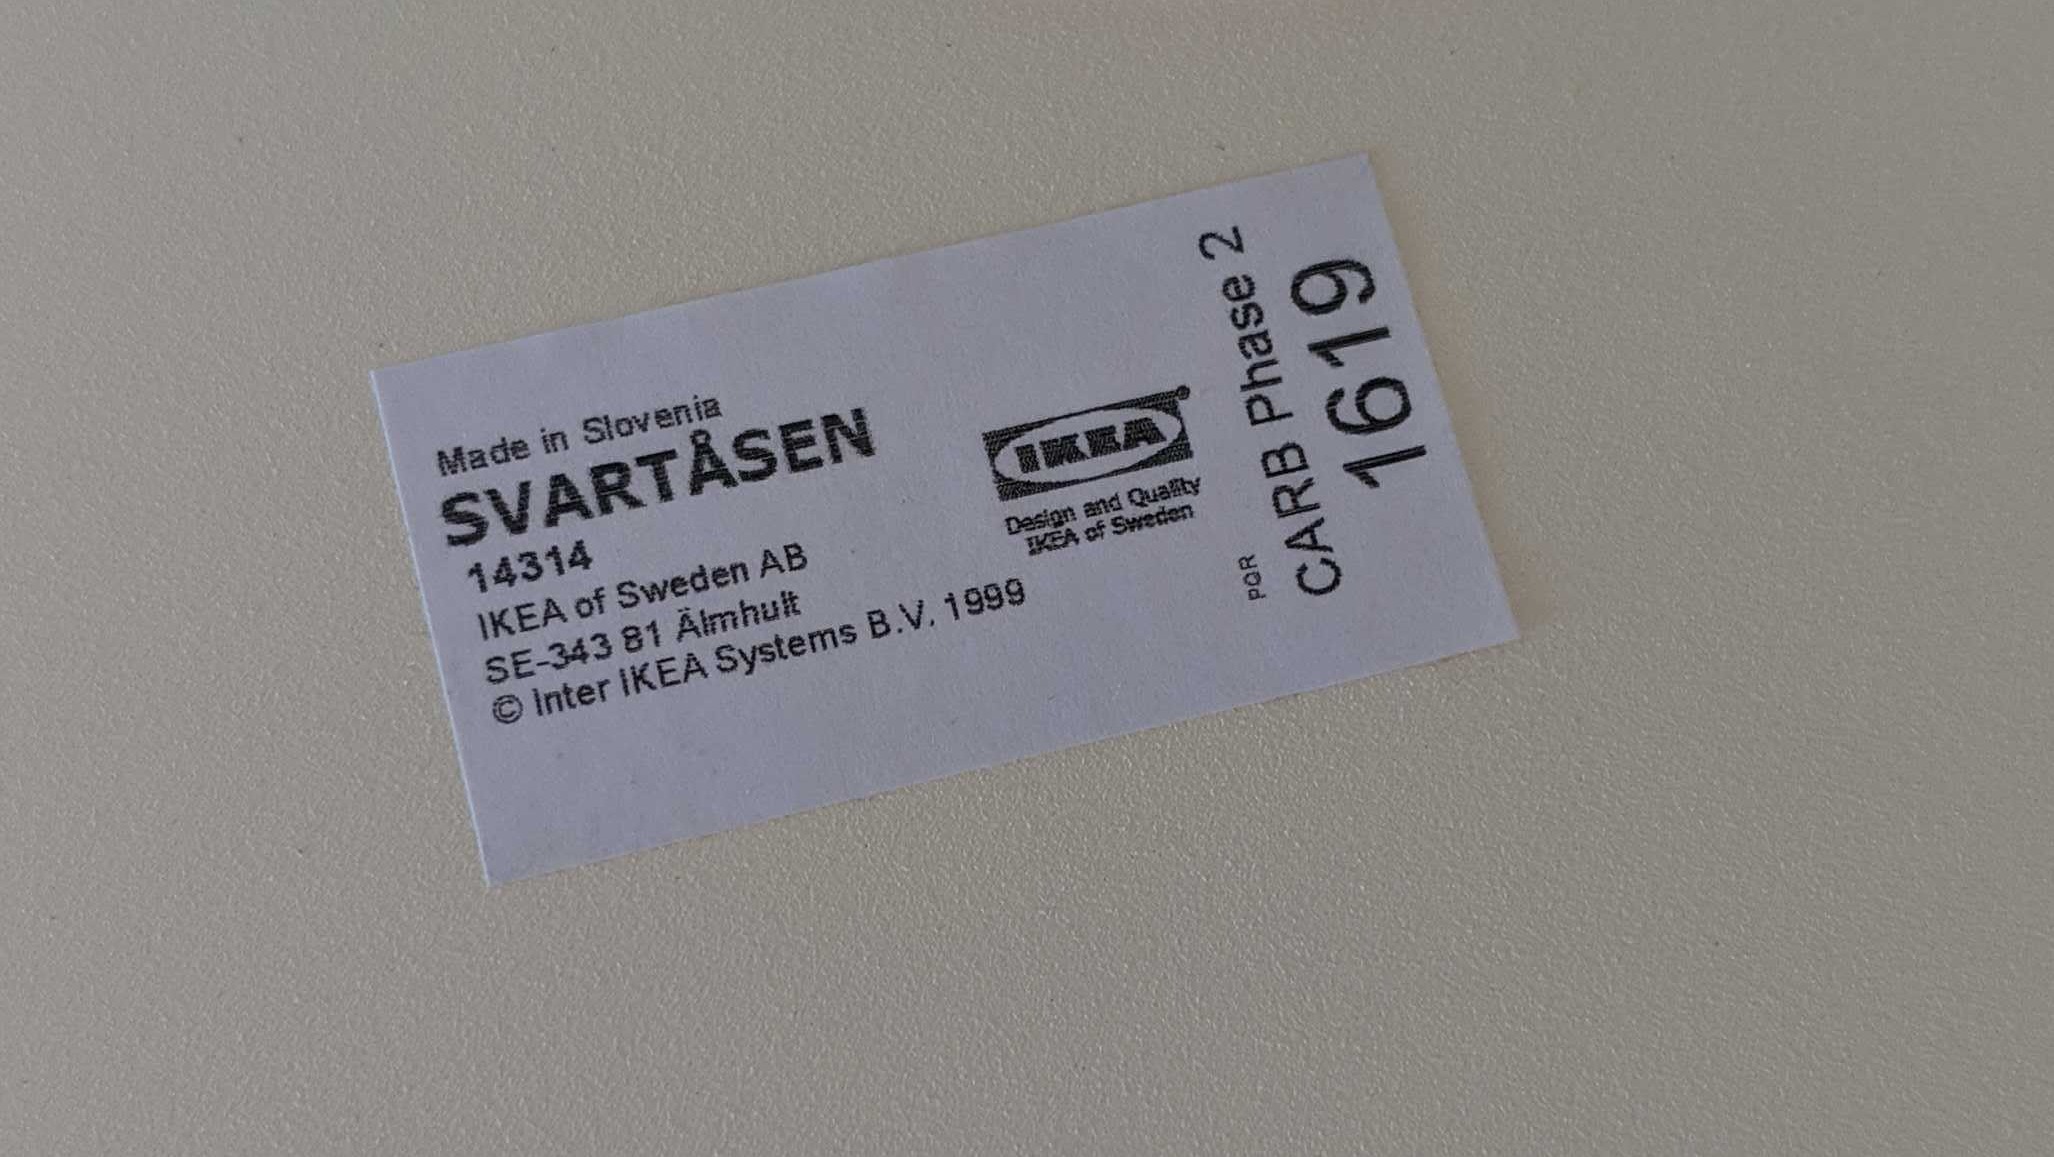 Made in Slovenia
SVARTÅSEN
14314
IKEA of Sweden AB
SE-343 81 Älmhult
© Inter IKEA Systems B.V. 1999
IKEA
Design and Quality
IKEA of Sweden
PQR
CARB Phase 2
1619